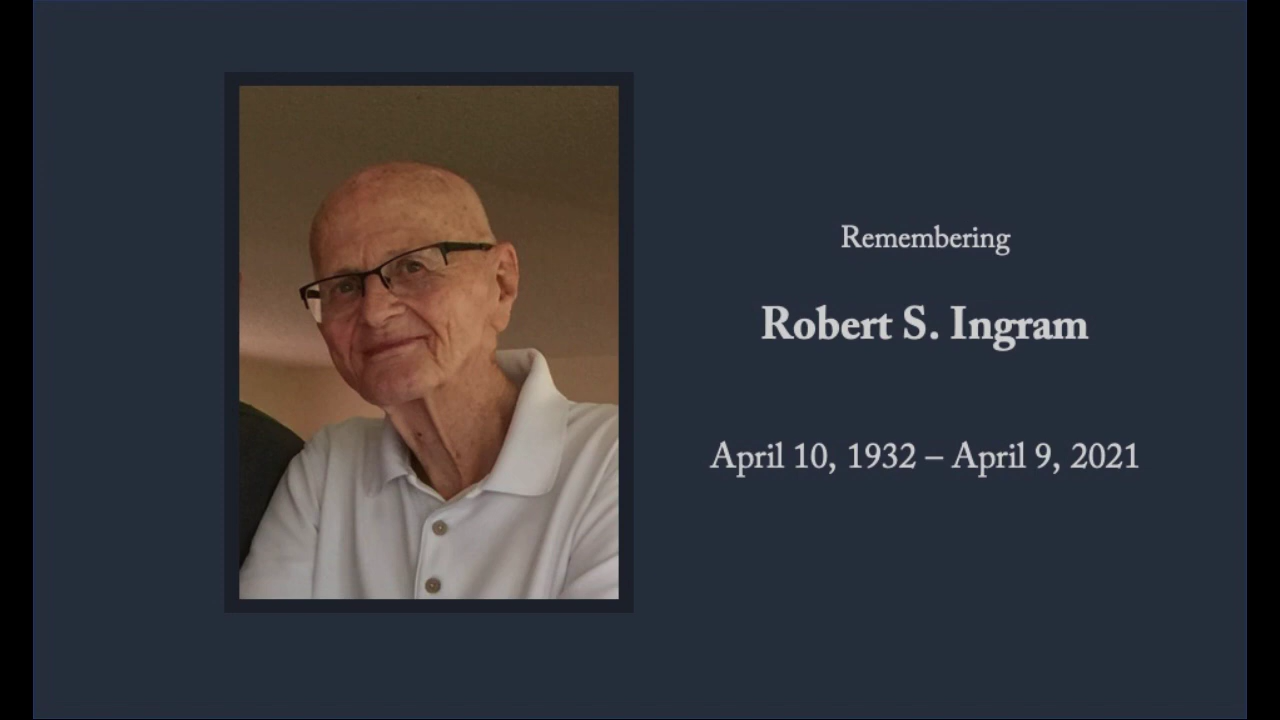 Remembering
Robert S. Ingram
April 10, 1932 – April 9, 2021